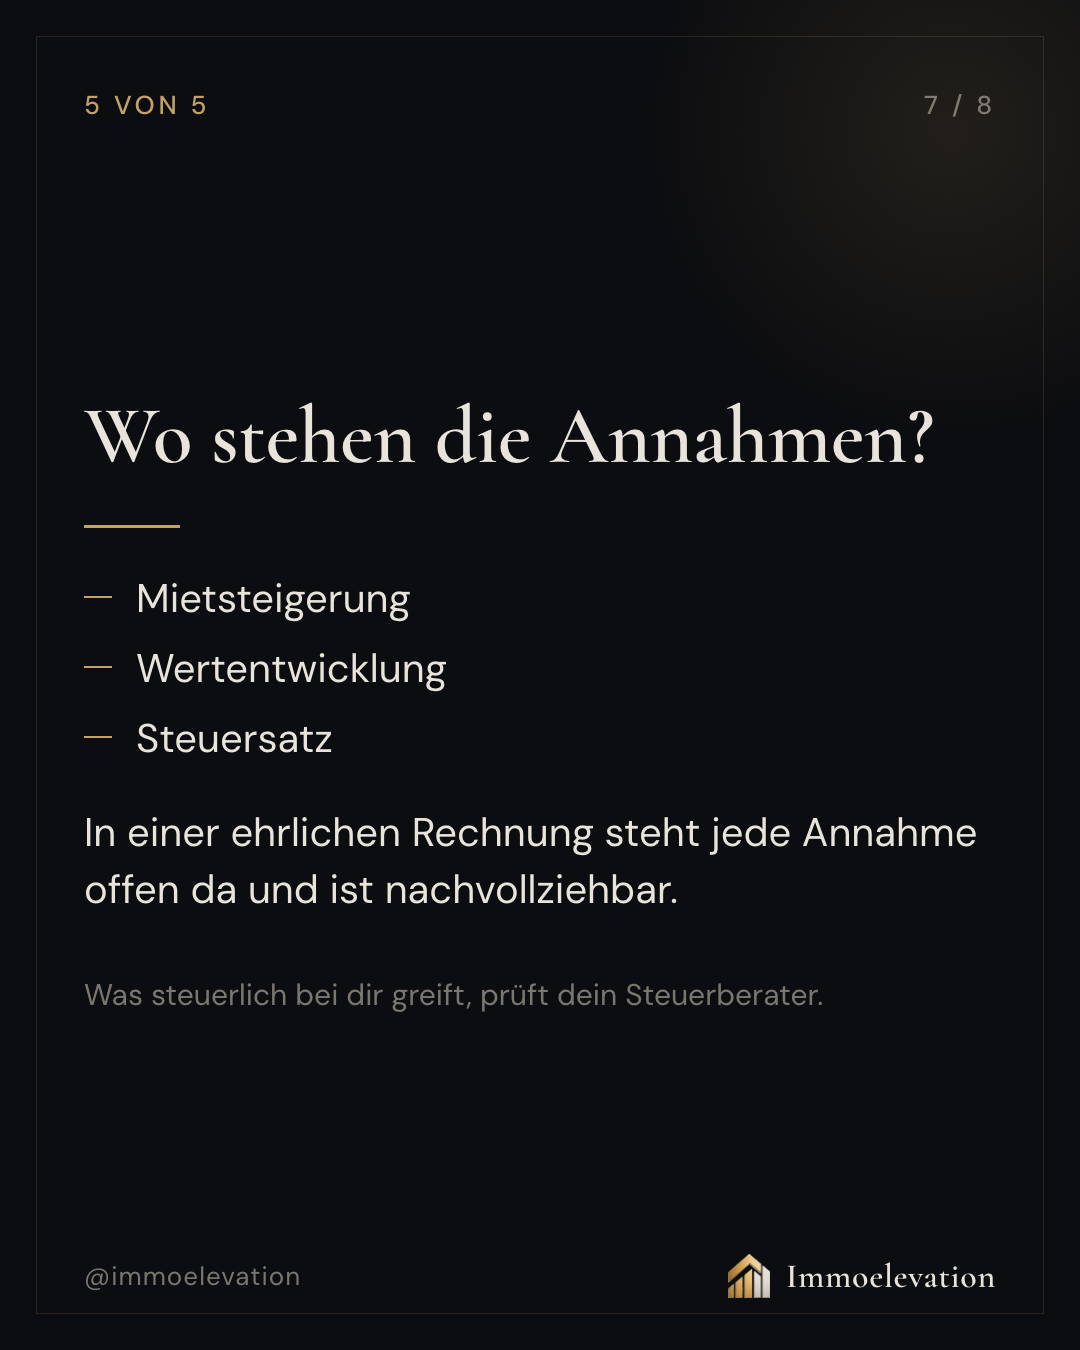 5 VON 5
7 / 8
Wo stehen die Annahmen?
— Mietsteigerung
— Wertentwicklung
— Steuersatz
In einer ehrlichen Rechnung steht jede Annahme
offen da und ist nachvollziehbar.
Was steuerlich bei dir greift, prüft dein Steuerberater.
@immoelevation
Immoelevation